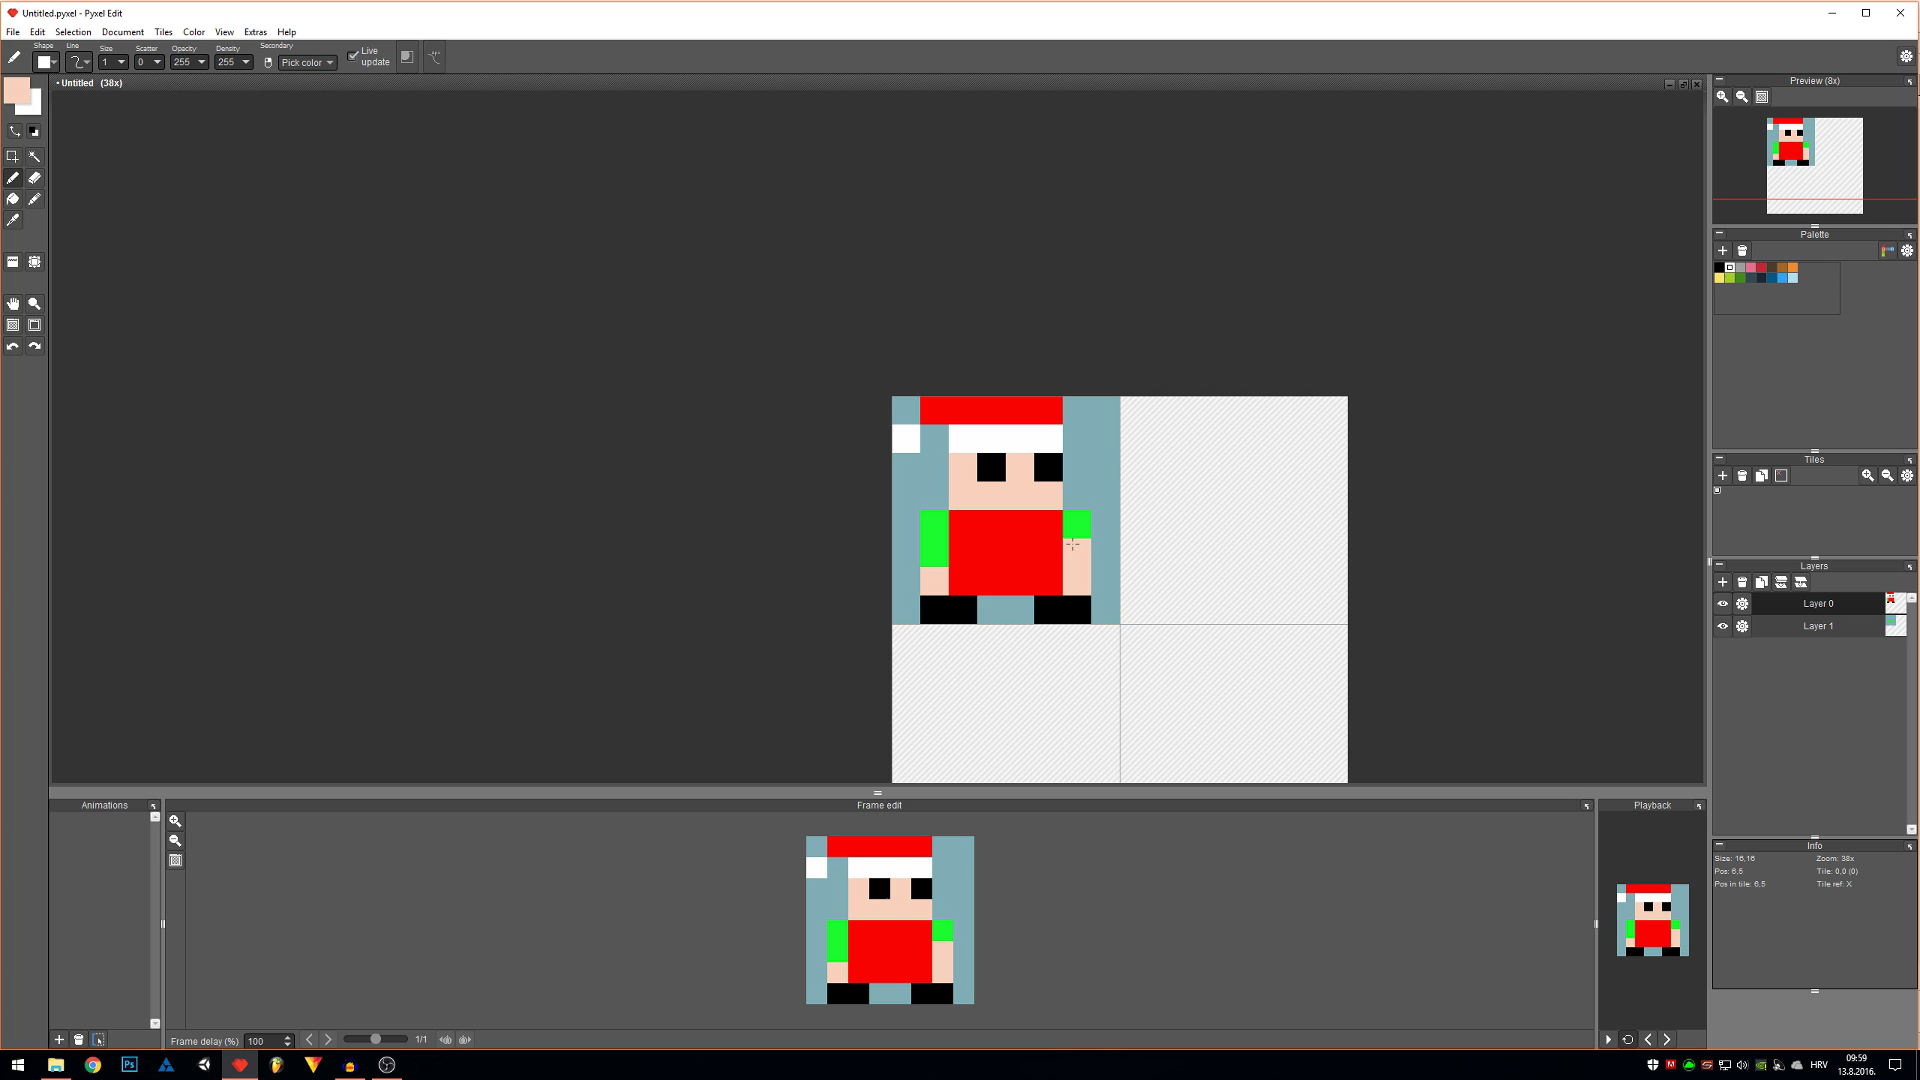 Untitled.pyxel - Pyxel Edit
File Edit Selection Document Tiles Color View Extras Help
Shape Line Size Scatter Opacity Density Secondary
1 0 255 255 Pick color Live update
• Untitled (38x)
Preview (8x)
Palette
Tiles
Layers
Layer 0
Layer 1
Animations
Frame edit
Playback
Info
Size: 16,16 Zoom: 38x
Pos: 6,5 Tile: 0,0 (0)
Pos in tile: 6,5 Tile ref: X
Frame delay (%) 100 1/1
Ps
HRV
09:59
13.8.2016.